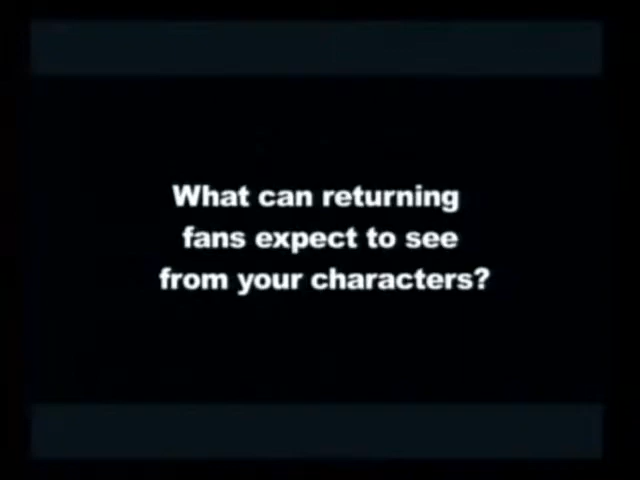 What can returning
fans expect to see
from your characters?